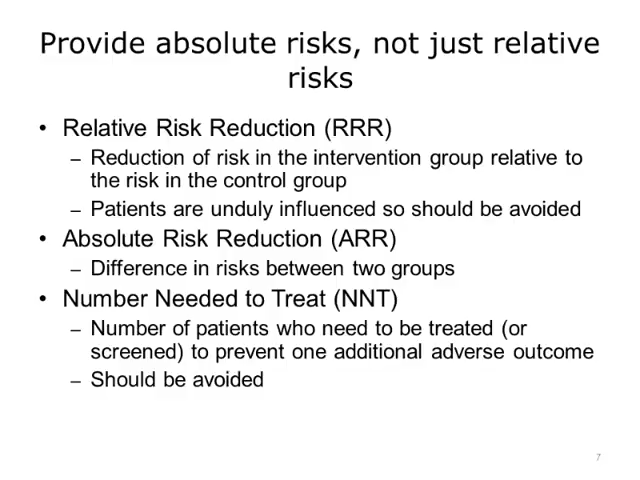 Provide absolute risks, not just relative
risks
• Relative Risk Reduction (RRR)
– Reduction of risk in the intervention group relative to
the risk in the control group
– Patients are unduly influenced so should be avoided
• Absolute Risk Reduction (ARR)
– Difference in risks between two groups
• Number Needed to Treat (NNT)
– Number of patients who need to be treated (or
screened) to prevent one additional adverse outcome
– Should be avoided
7